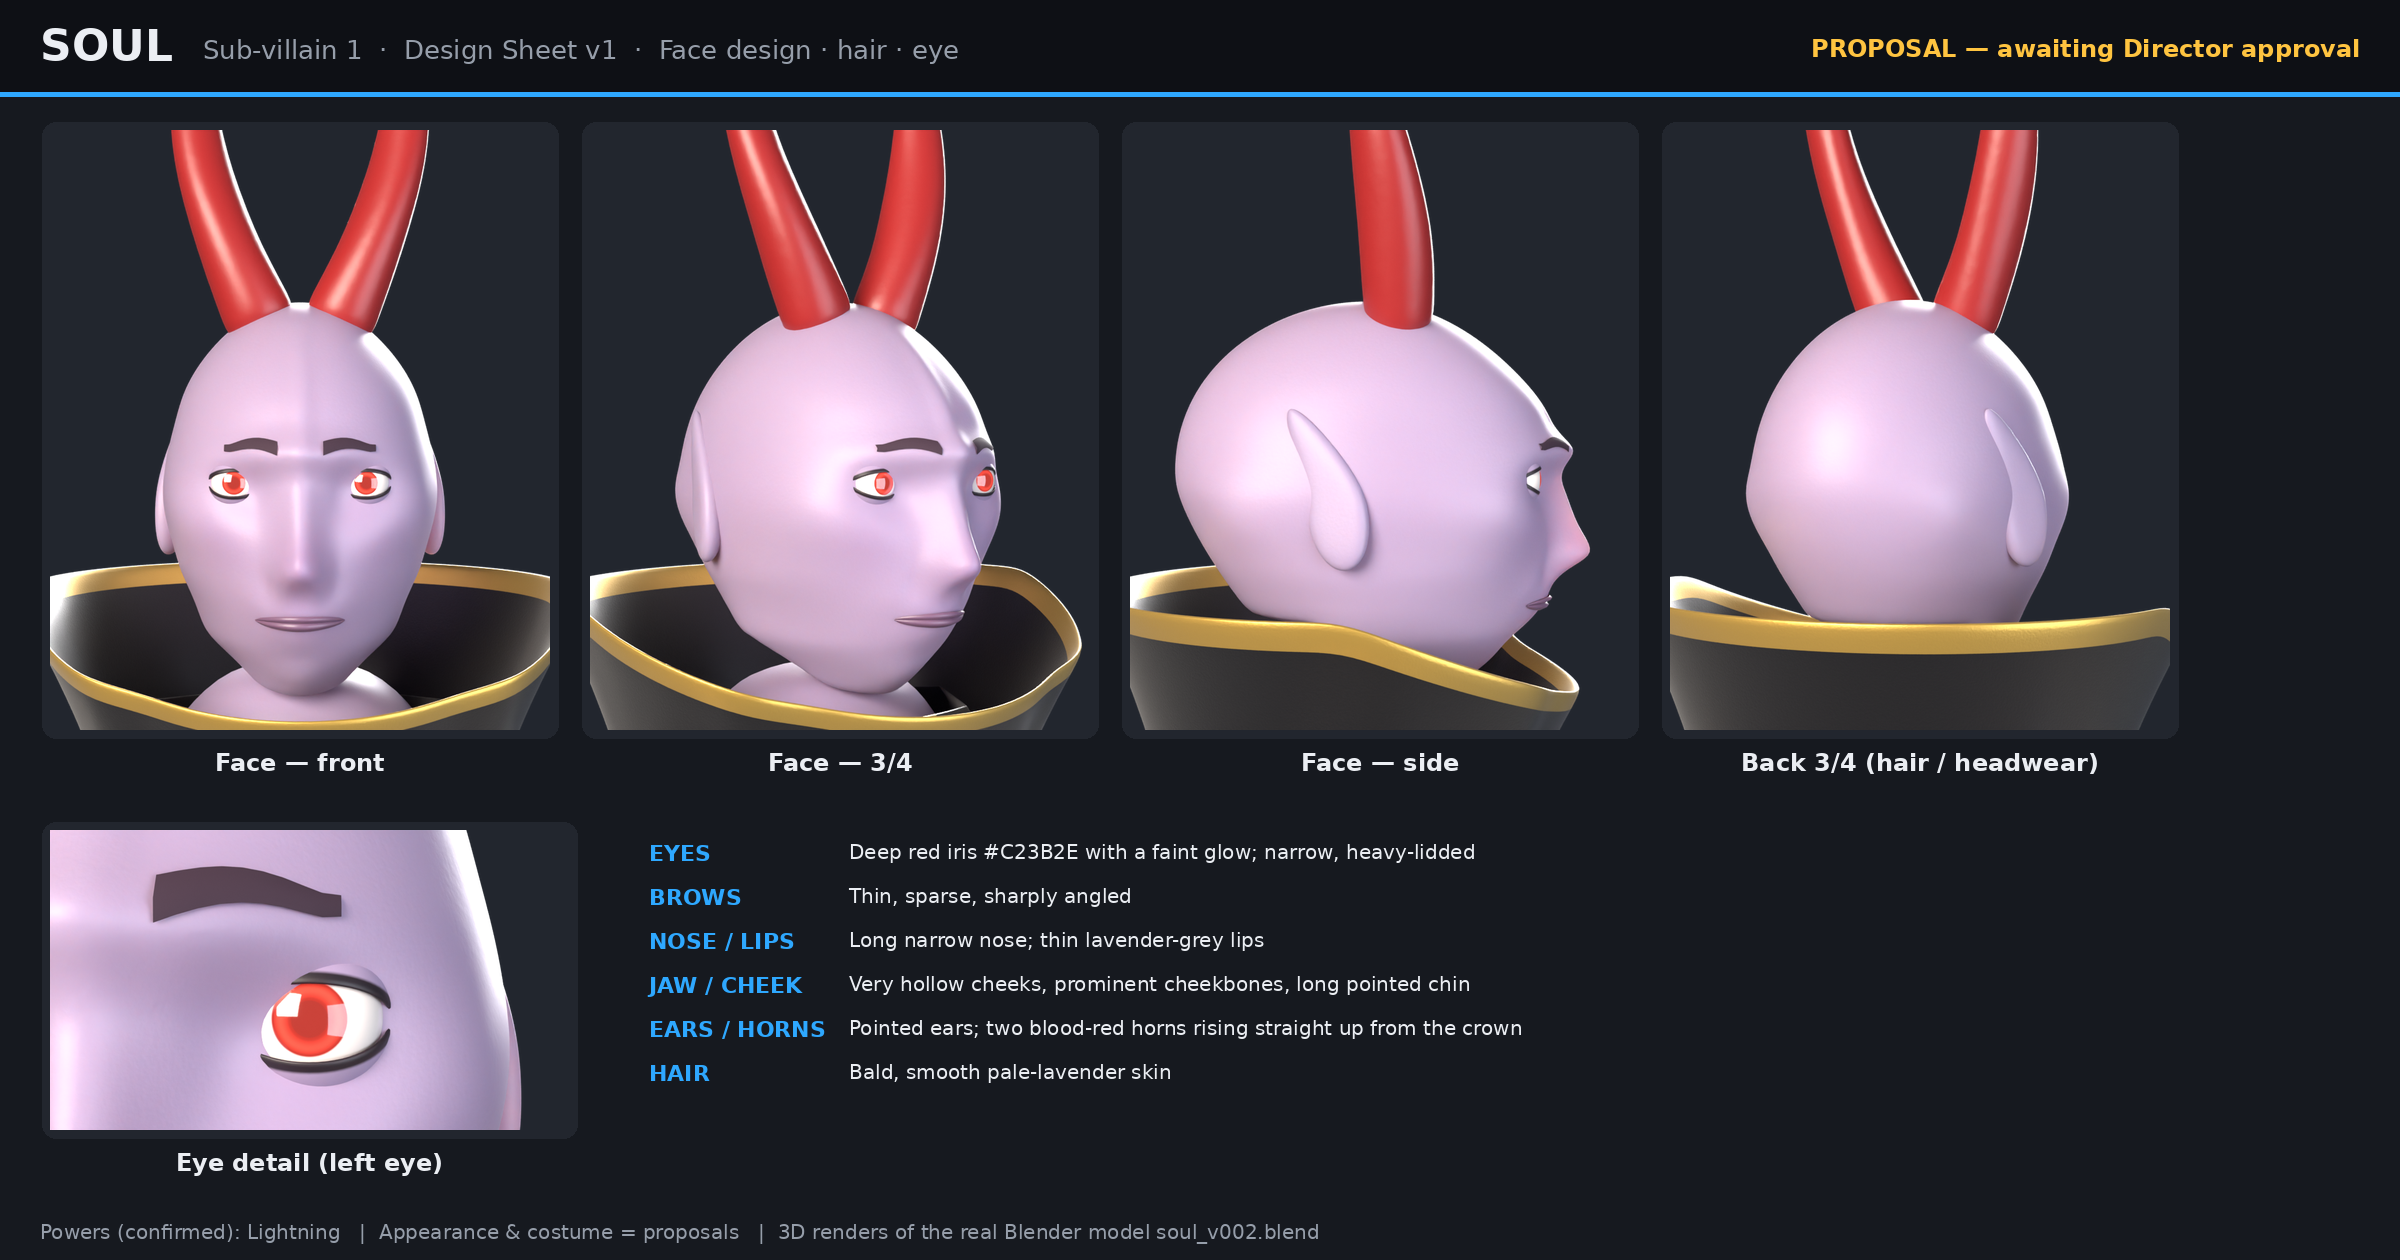 SOUL Sub-villain 1 · Design Sheet v1 · Face design · hair · eye PROPOSAL — awaiting Director approval
Face — front Face — 3/4 Face — side Back 3/4 (hair / headwear)
EYES Deep red iris #C23B2E with a faint glow; narrow, heavy-lidded
BROWS Thin, sparse, sharply angled
NOSE / LIPS Long narrow nose; thin lavender-grey lips
JAW / CHEEK Very hollow cheeks, prominent cheekbones, long pointed chin
EARS / HORNS Pointed ears; two blood-red horns rising straight up from the crown
HAIR Bald, smooth pale-lavender skin
Eye detail (left eye)
Powers (confirmed): Lightning | Appearance & costume = proposals | 3D renders of the real Blender model soul_v002.blend